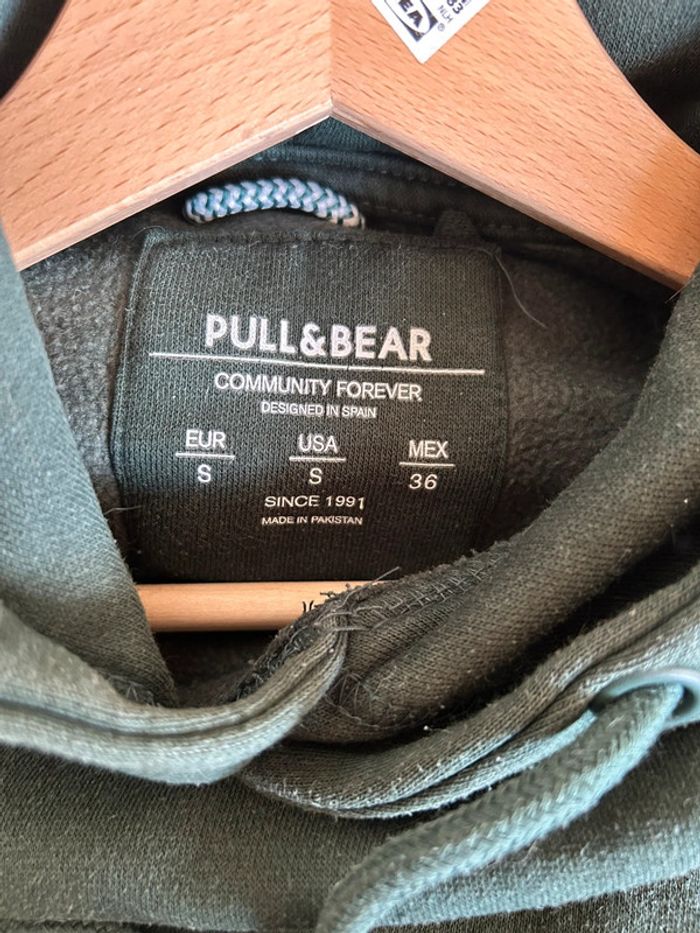 PULL&BEAR
COMMUNITY FOREVER
DESIGNED IN SPAIN
EUR USA MEX
S S 36
SINCE 1991
MADE IN PAKISTAN